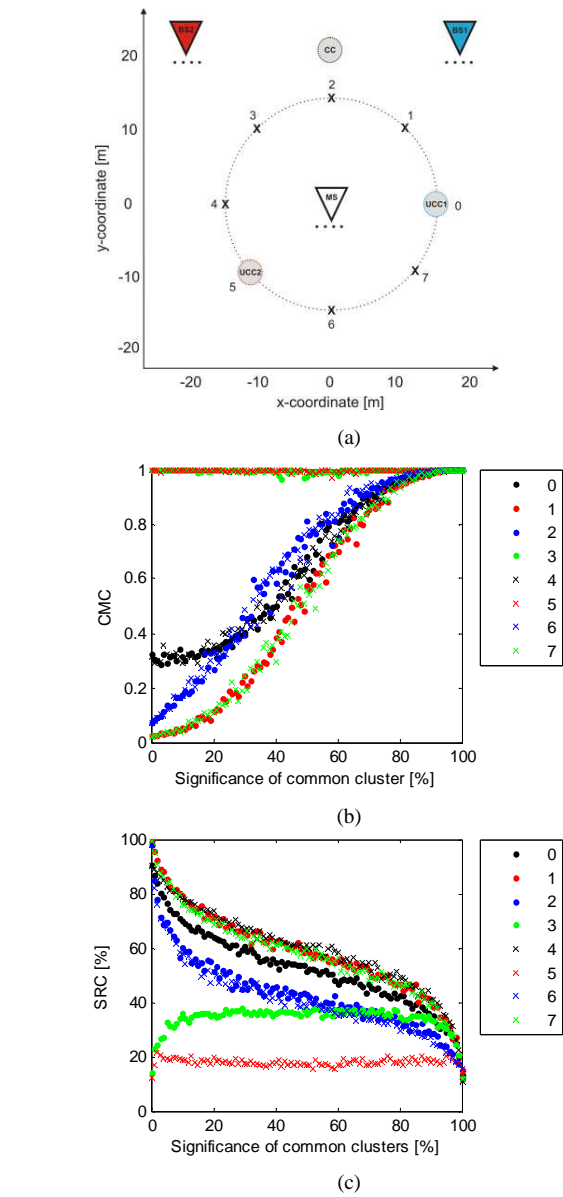 BS2
BS1
CC
20
10
0
-10
-20
y-coordinate [m]
2
3
1
X
X
X
MS
4 X
UCC1
0
UCC2
5
X
7
X
6
-20
-10
0
10
20
x-coordinate [m]
(a)
1
0.8
0.6
0.4
0.2
0
CMC
0
20
40
60
80
100
Significance of common cluster [%]
0
1
2
3
4
5
6
7
(b)
100
80
60
40
20
0
SRC [%]
0
20
40
60
80
100
Significance of common clusters [%]
0
1
2
3
4
5
6
7
(c)